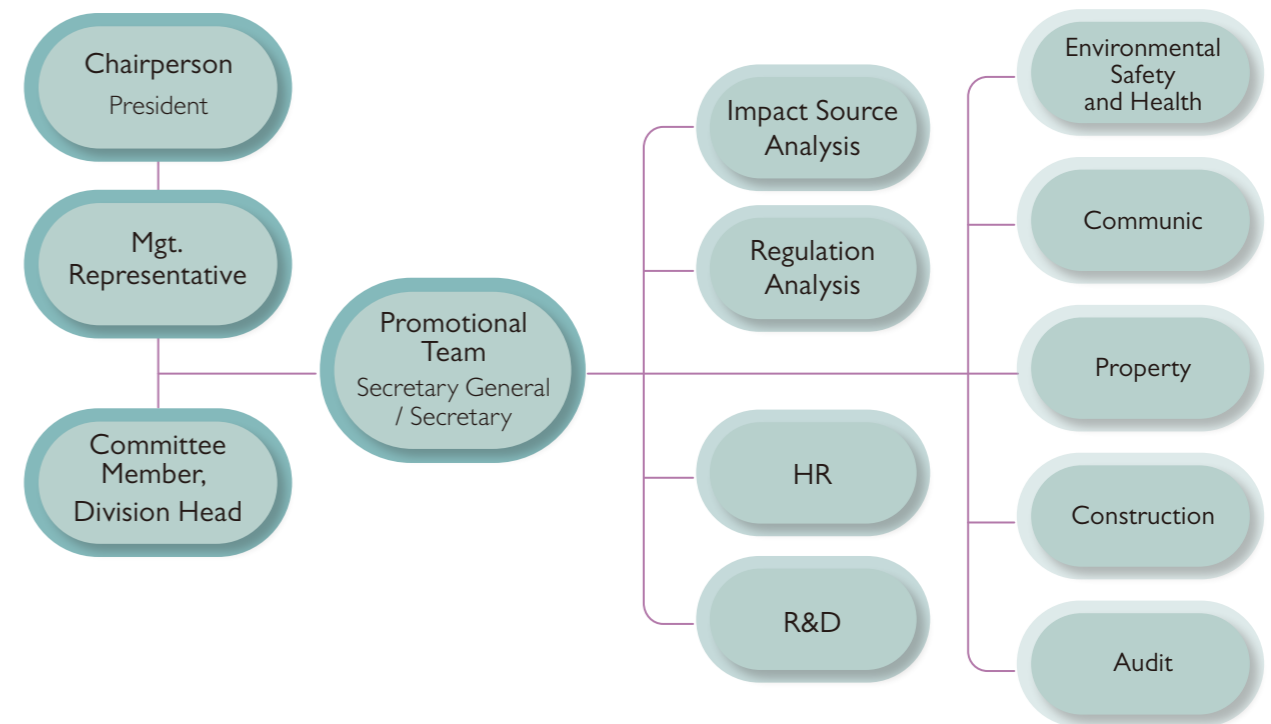 Chairperson
President
Mgt.
Representative
Committee
Member,
Division Head
Promotional
Team
Secretary General
/ Secretary
Impact Source
Analysis
Regulation
Analysis
HR
R&D
Environmental
Safety
and Health
Communic
Property
Construction
Audit